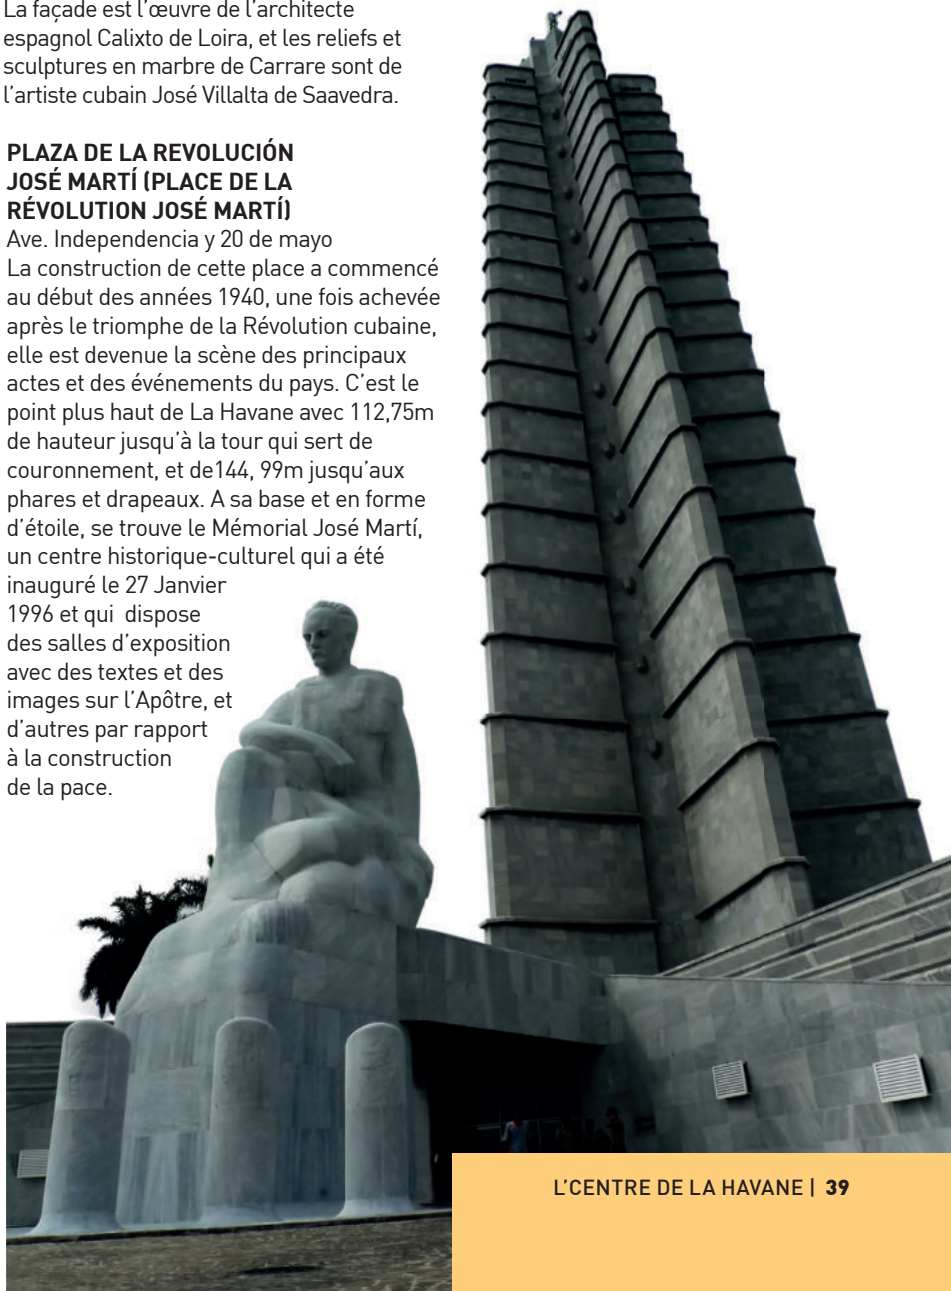 La façade est l'œuvre de l'architecte
espagnol Calixto de Loira, et les reliefs et
sculptures en marbre de Carrare sont de
l'artiste cubain José Villalta de Saavedra.
PLAZA DE LA REVOLUCIÓN
JOSÉ MARTÍ (PLACE DE LA
RÉVOLUTION JOSÉ MARTÍ)
Ave. Independencia y 20 de mayo
La construction de cette place a commencé
au début des années 1940, une fois achevée
après le triomphe de la Révolution cubaine,
elle est devenue la scène des principaux
actes et des événements du pays. C'est le
point plus haut de La Havane avec 112,75m
de hauteur jusqu'à la tour qui sert de
couronnement, et de144, 99m jusqu'aux
phares et drapeaux. A sa base et en forme
d'étoile, se trouve le Mémorial José Martí,
un centre historique-culturel qui a été
inauguré le 27 Janvier
1996 et qui  dispose
des salles d'exposition
avec des textes et des
images sur l'Apôtre, et
d'autres par rapport
à la construction
de la pace.
L'CENTRE DE LA HAVANE | 39